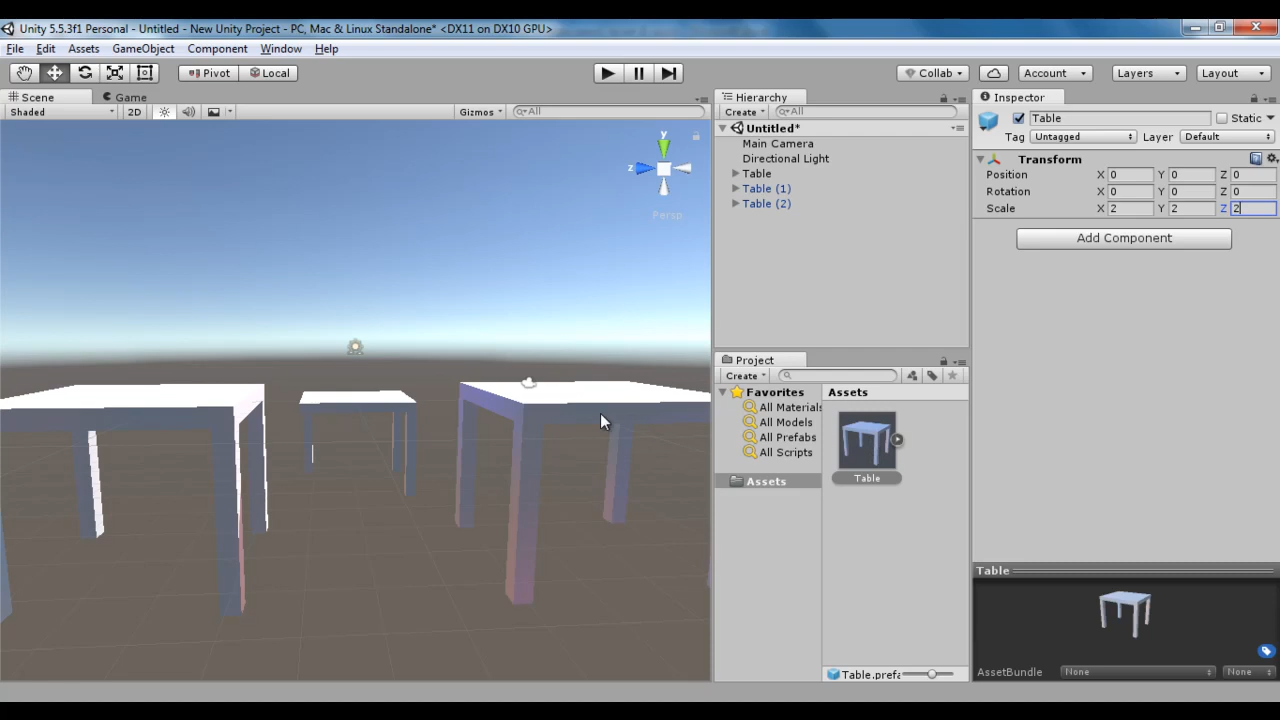 Unity 5.5.3f1 Personal - Untitled - New Unity Project - PC, Mac & Linux Standalone* <DX11 on DX10 GPU>
File Edit Assets GameObject Component Window Help
Pivot Local Collab Account Layers Layout
Scene Game
Shaded 2D Gizmos All
y
z
Persp
Hierarchy
Create All
Untitled*
Main Camera
Directional Light
Table
Table (1)
Table (2)
Project
Create
Favorites
All Materials
All Models
All Prefabs
All Scripts
Assets
Assets
Table
Table.prefa
Inspector
Table Static
Tag Untagged Layer Default
Transform
Position X 0 Y 0 Z 0
Rotation X 0 Y 0 Z 0
Scale X 2 Y 2 Z 2
Add Component
Table
AssetBundle None None